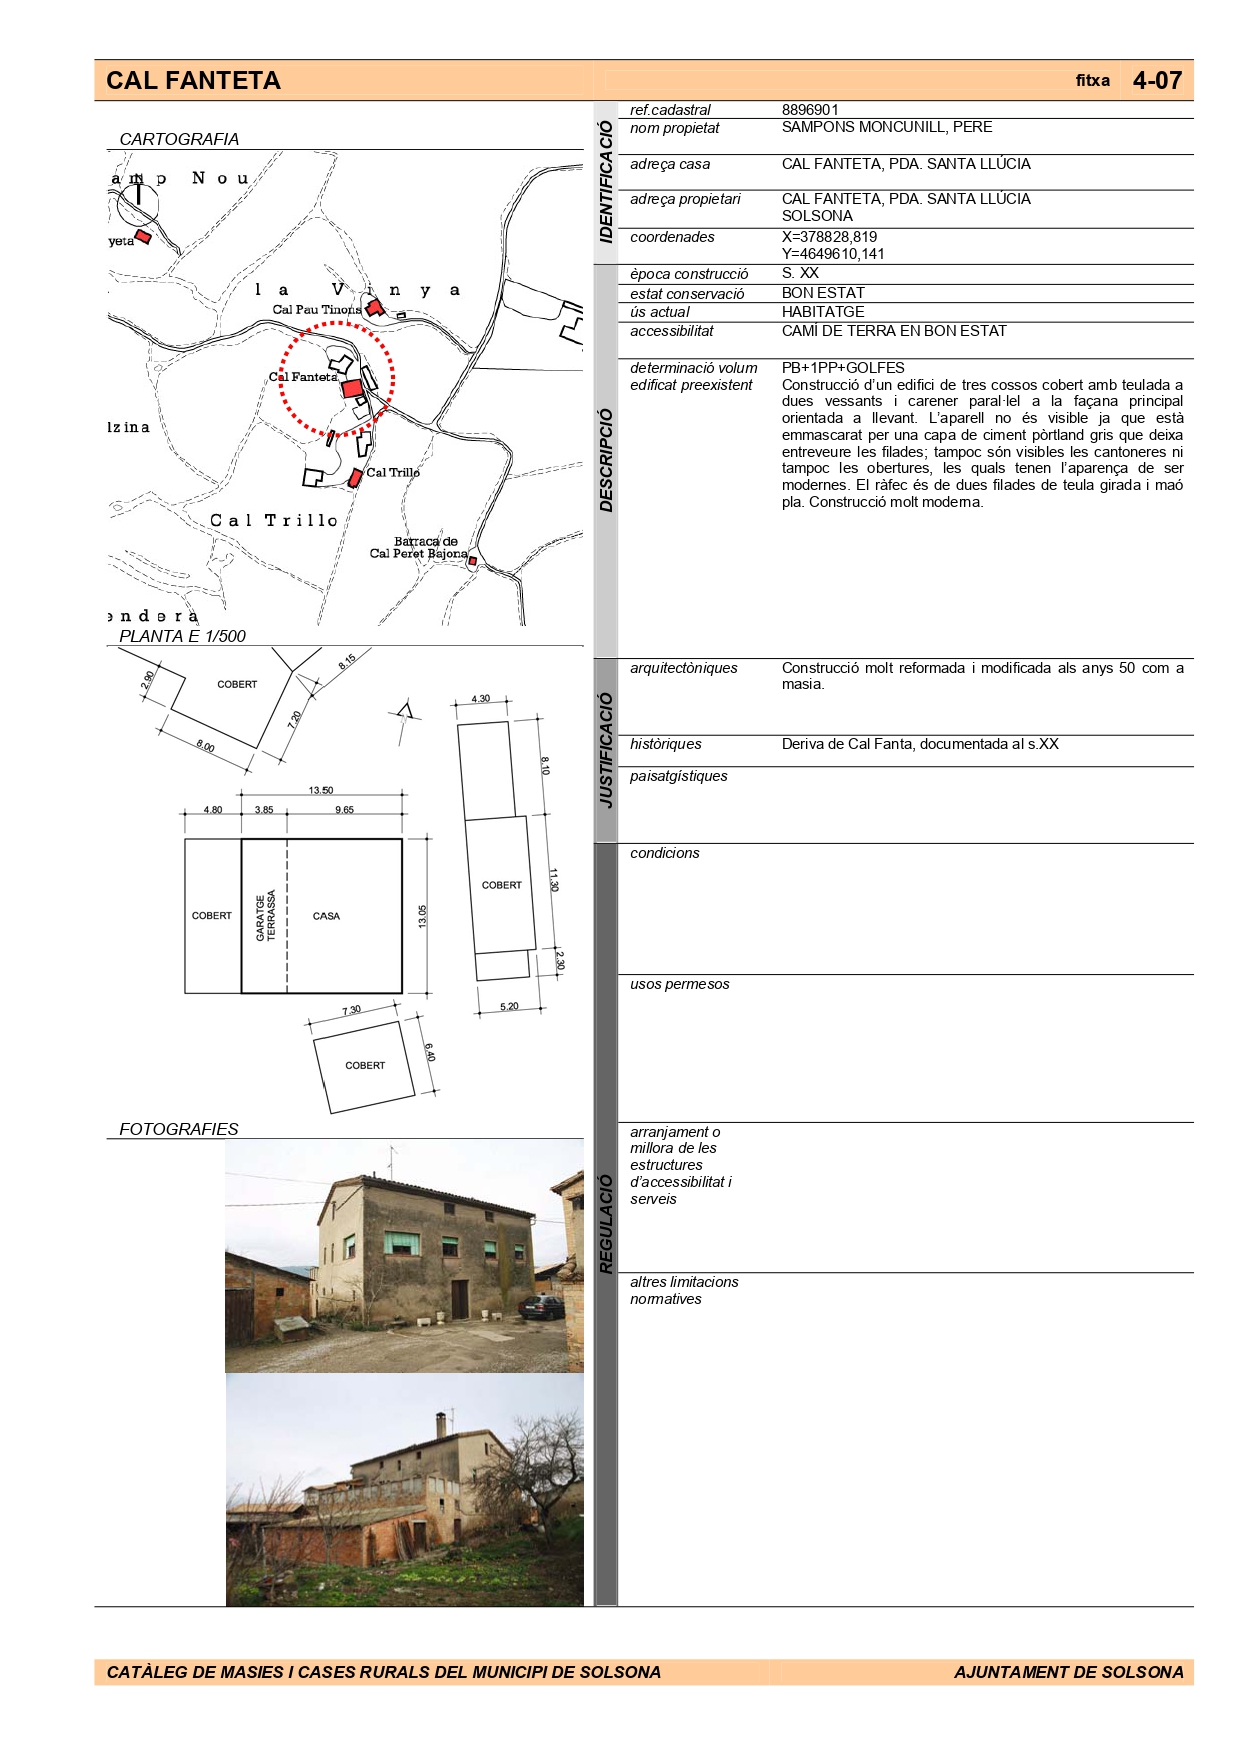 CAL FANTETA
fitxa 4-07
CARTOGRAFIA
amp Nou
N
yeta
la Vinya
Cal Pau Tinons
Cal Fanteta
lzina
Cal Trillo
Cal Trillo
Barraca de
Cal Peret Bajona
endera
PLANTA E 1/500
2.90
COBERT
8.15
7.20
8.00
4.30
8.10
13.50
4.80 3.85 9.65
COBERT
GARATGE
TERRASSA
CASA
13.05
COBERT
11.30
2.30
5.20
7.30
COBERT
6.40
FOTOGRAFIES
IDENTIFICACIÓ
ref.cadastral 8896901
nom propietat SAMPONS MONCUNILL, PERE
adreça casa CAL FANTETA, PDA. SANTA LLÚCIA
adreça propietari CAL FANTETA, PDA. SANTA LLÚCIA
SOLSONA
coordenades X=378828,819
Y=4649610,141
DESCRIPCIÓ
època construcció S. XX
estat conservació BON ESTAT
ús actual HABITATGE
accessibilitat CAMÍ DE TERRA EN BON ESTAT
determinació volum PB+1PP+GOLFES
edificat preexistent Construcció d’un edifici de tres cossos cobert amb teulada a
dues vessants i carener paral·lel a la façana principal
orientada a llevant. L’aparell no és visible ja que està
emmascarat per una capa de ciment pòrtland gris que deixa
entreveure les filades; tampoc són visibles les cantoneres ni
tampoc les obertures, les quals tenen l’aparença de ser
modernes. El ràfec és de dues filades de teula girada i maó
pla. Construcció molt moderna.
JUSTIFICACIÓ
arquitectòniques Construcció molt reformada i modificada als anys 50 com a
masia.
històriques Deriva de Cal Fanta, documentada al s.XX
paisatgístiques
REGULACIÓ
condicions
usos permesos
arranjament o
millora de les
estructures
d’accessibilitat i
serveis
altres limitacions
normatives
CATÀLEG DE MASIES I CASES RURALS DEL MUNICIPI DE SOLSONA
AJUNTAMENT DE SOLSONA